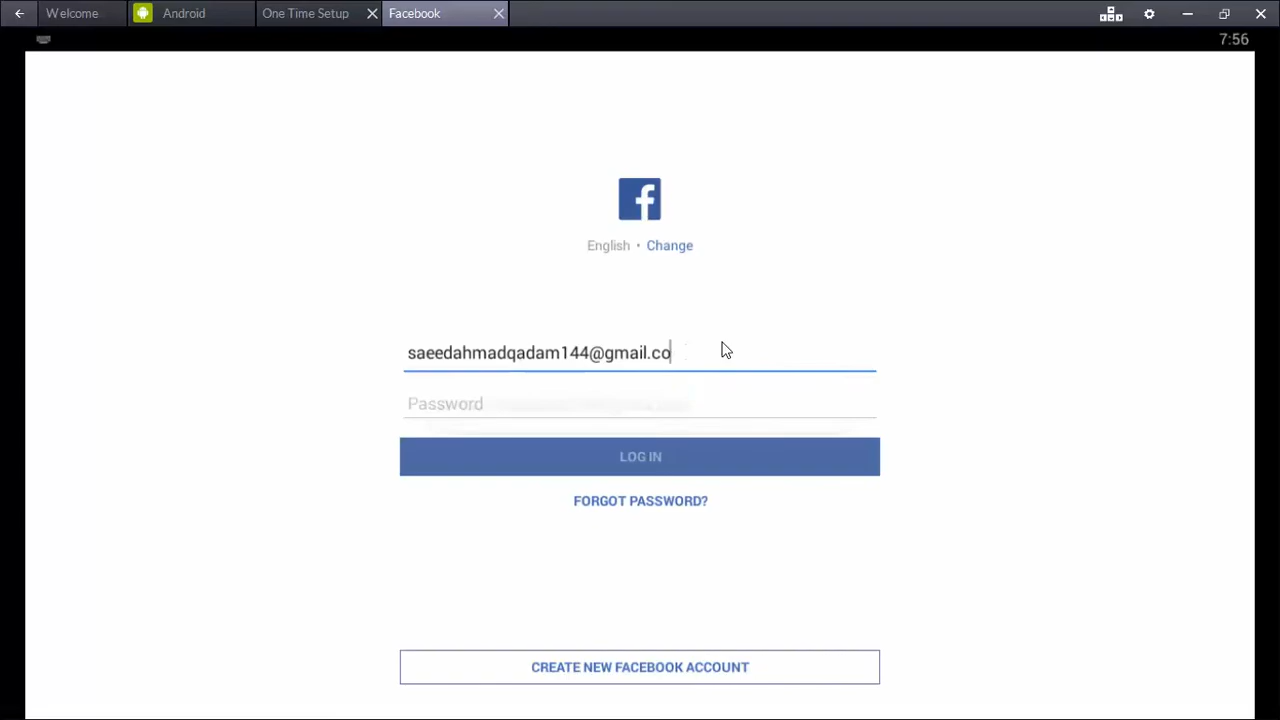 Welcome
Android
One Time Setup
Facebook
7:56
English • Change
saeedahmadqadam144@gmail.co
Password
LOG IN
FORGOT PASSWORD?
CREATE NEW FACEBOOK ACCOUNT